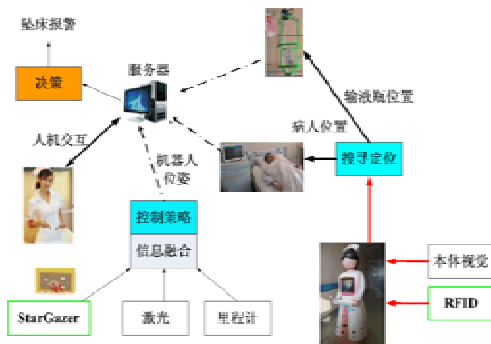 坠床报警
服务器
决策
输液瓶位置
病人位置
人机交互
机器人
位姿
搜寻定位
控制策略
信息融合
本体视觉
StarGazer
激光
里程计
RFID